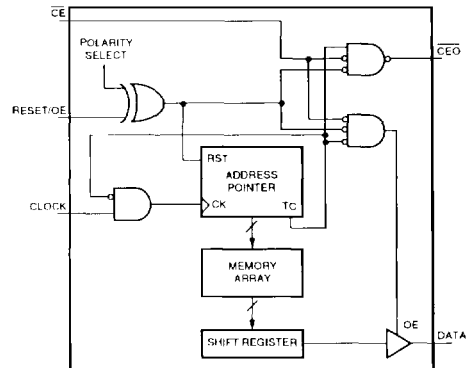 CE
POLARITY
SELECT
CEO
RESET/OE
RST
ADDRESS
POINTER
CLOCK
CK
TC
MEMORY
ARRAY
OE
DATA
SHIFT REGISTER